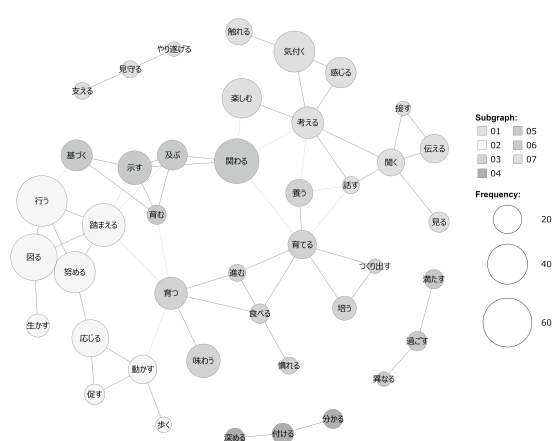 触れる
気付く
やり遂げる
見守る
感じる
支える
楽しむ
接す
考える
伝える
基づく
及ぶ
示す
関わる
聞く
養う
話す
行う
育む
踏まえる
見る
育てる
図る
努める
進む
つくり出す
満たす
育つ
培う
食べる
生かす
応じる
過ごす
味わう
慣れる
動かす
異なる
促す
歩く
分かる
付ける
深める
Subgraph:
01 05
02 06
03 07
04
Frequency:
20
40
60